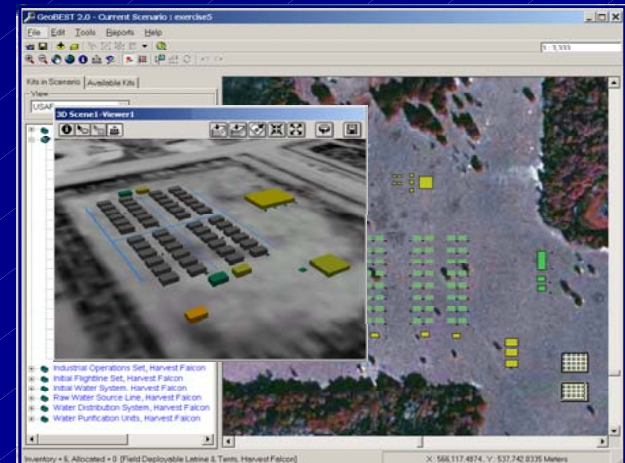 GeoBEST 2.0 - Current Scenario : exercise5
File Edit Tools Reports Help
1 : 3,333
Kits in Scenario Available Kits
View
USAF
3D Scene1-Viewer1
Industrial Operations Set, Harvest Falcon
Initial Flightline Set, Harvest Falcon
Initial Water System, Harvest Falcon
Raw Water Source Line, Harvest Falcon
Water Distribution System, Harvest Falcon
Water Purification Units, Harvest Falcon
Inventory = 6, Allocated = 0 [Field Deployable Latrine & Tents, Harvest Falcon]
X: 566,117.4874, Y: 537,742.8335 Meters